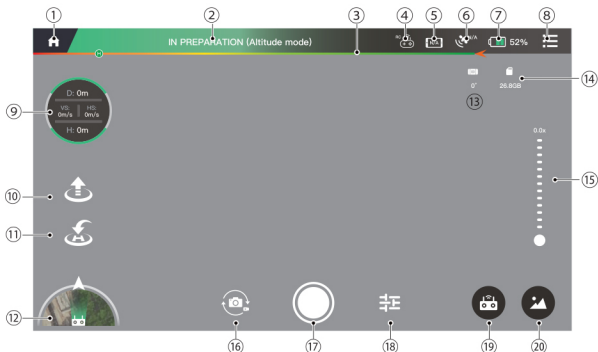 ① ② ③ ④ ⑤ ⑥ ⑦ ⑧
IN PREPARATION (Altitude mode)
RC
N/A
N/A
52%
H
⑨
D: 0m
VS: HS:
0m/s 0m/s
H: 0m
0°
26.8GB
⑬
⑭
0.0x
⑩
⑪
⑮
⑫
⑯ ⑰ ⑱ ⑲ ⑳